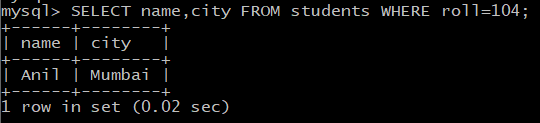 mysql> SELECT name,city FROM students WHERE roll=104;
+------+--------+
| name | city   |
+------+--------+
| Anil | Mumbai |
+------+--------+
1 row in set (0.02 sec)